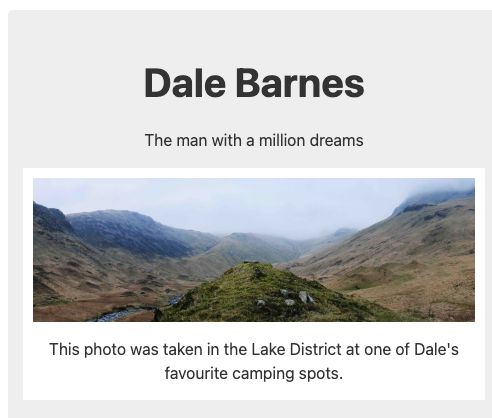 Dale Barnes
The man with a million dreams
This photo was taken in the Lake District at one of Dale's
favourite camping spots.